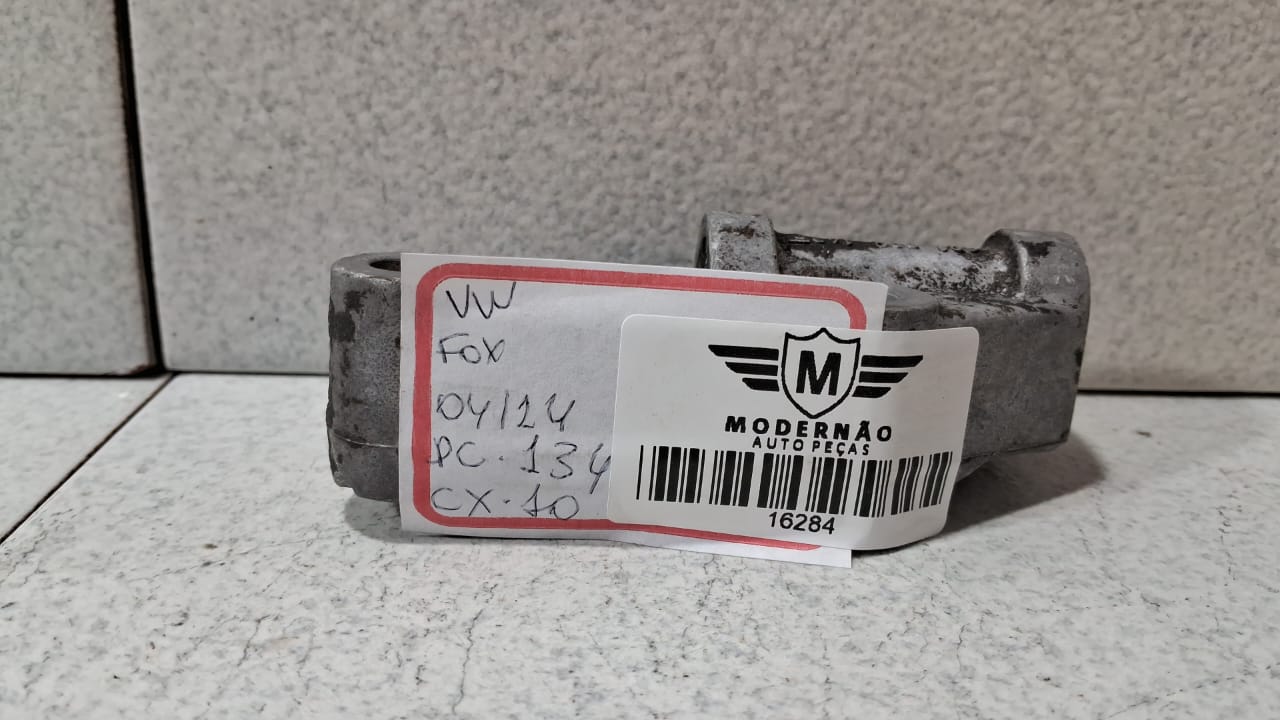 VW
FOX
04/14
PC-134
CX-10
M
MODERNÃO
AUTO PEÇAS
16284